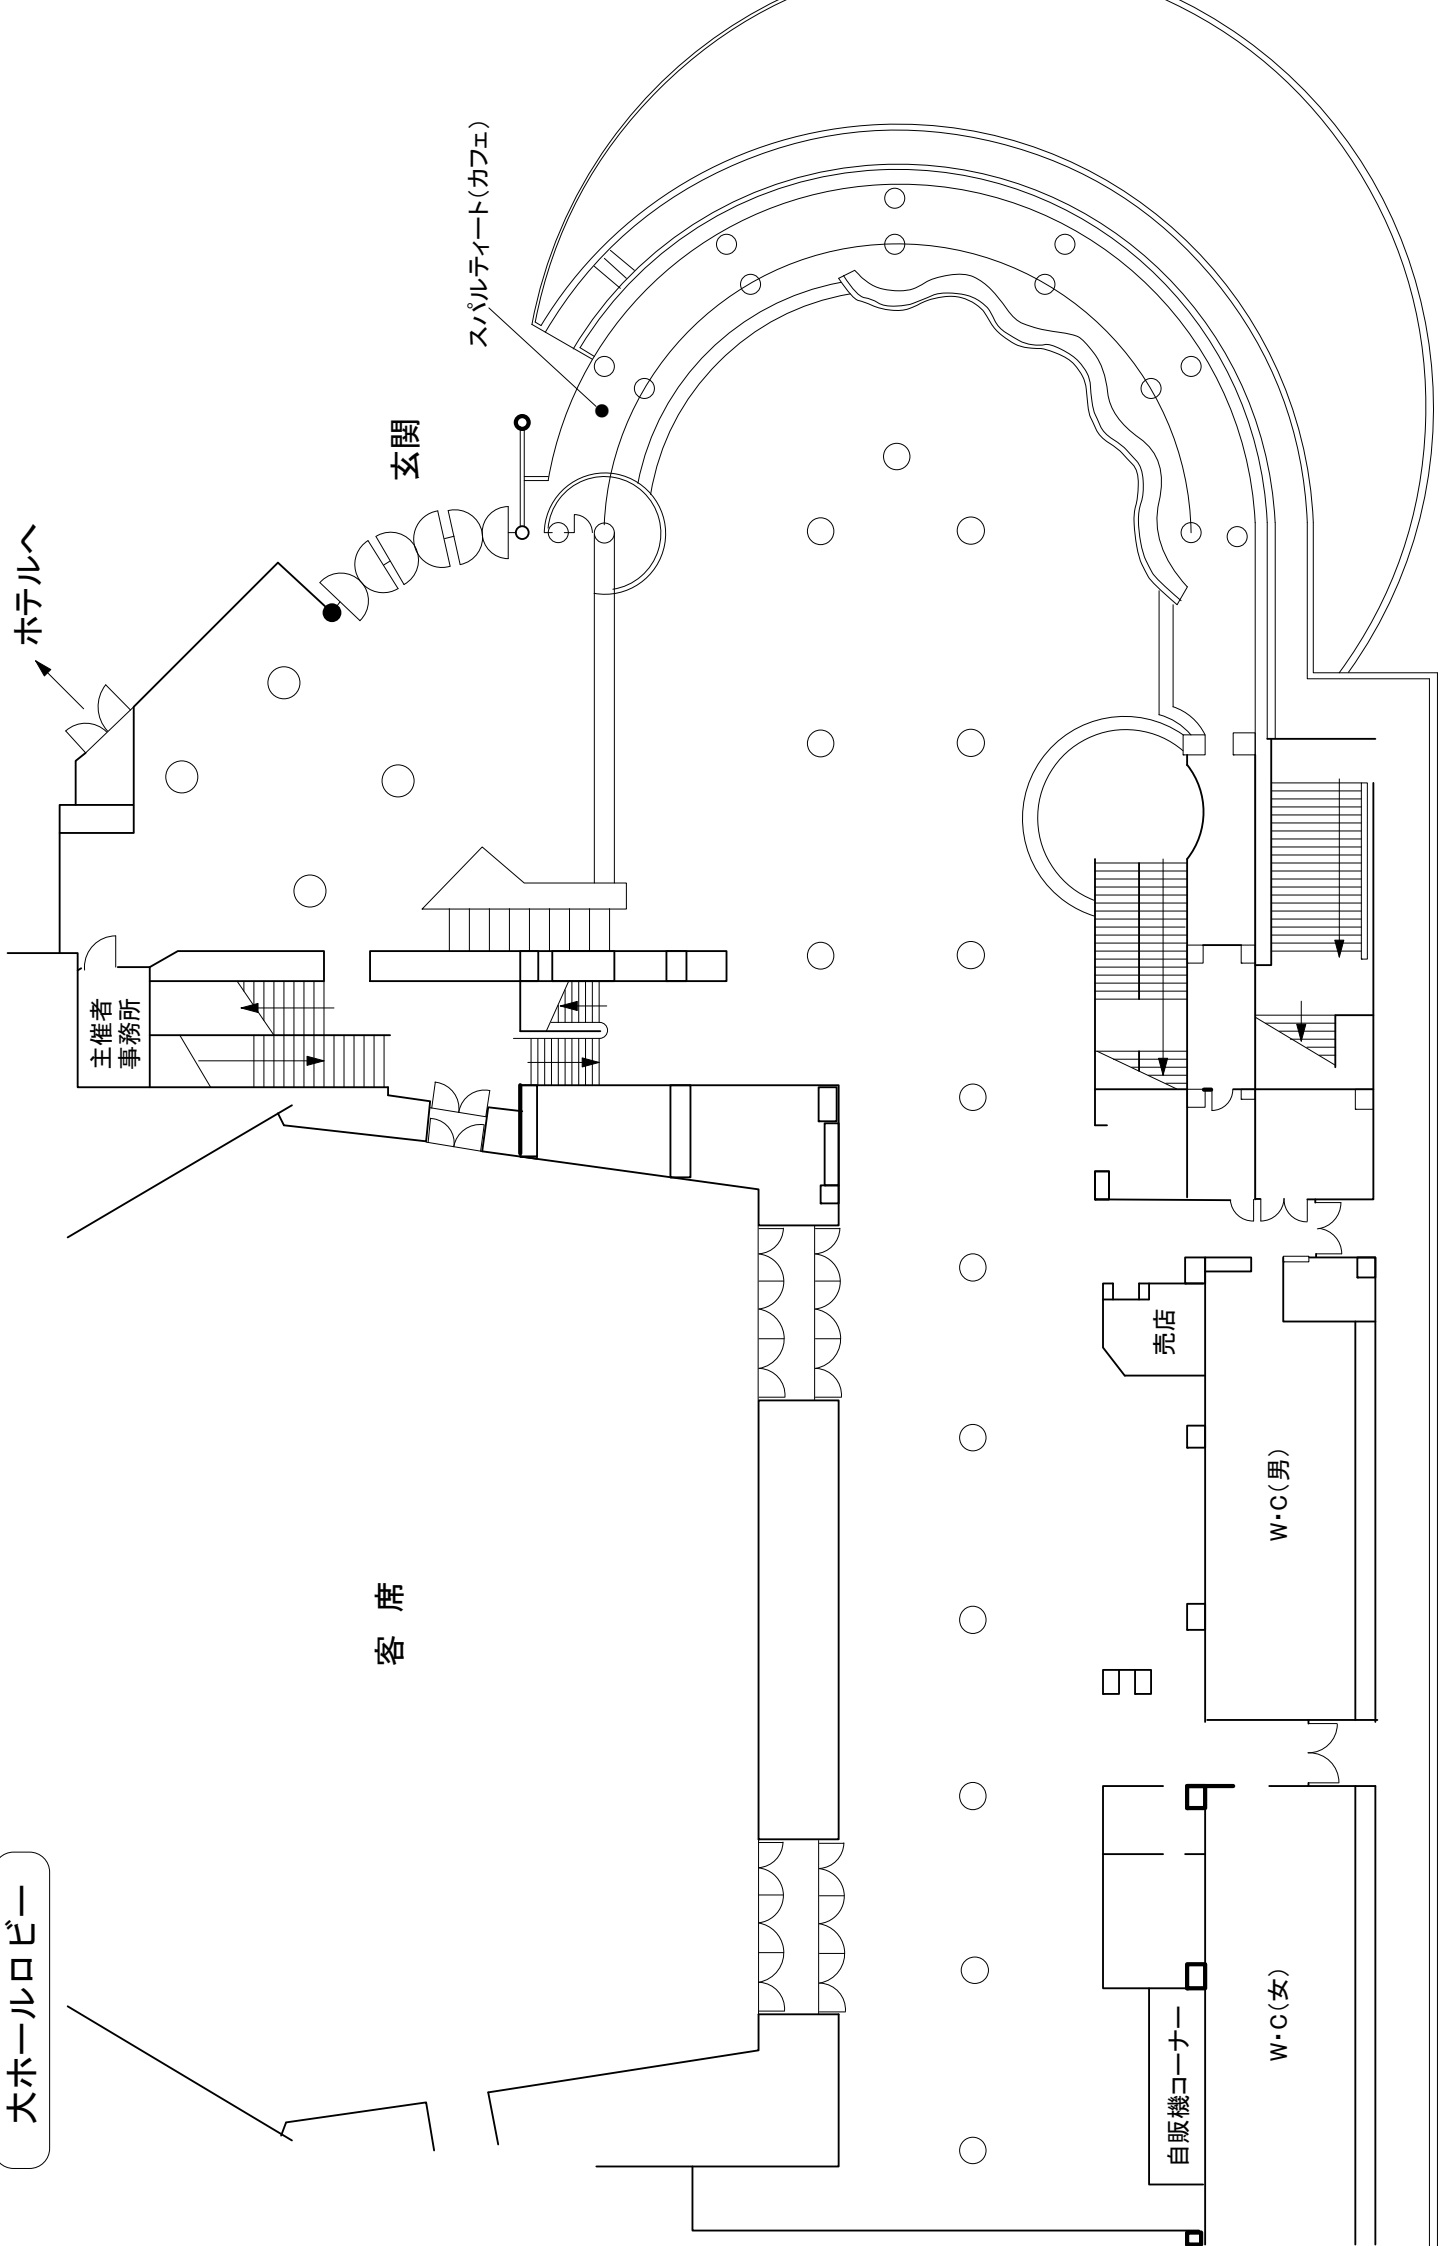 大ホールロビー
ホテルへ
主催者
事務所
玄関
スパルティート(カフェ)
客 席
売店
W・C(男)
自販機コーナー
W・C(女)